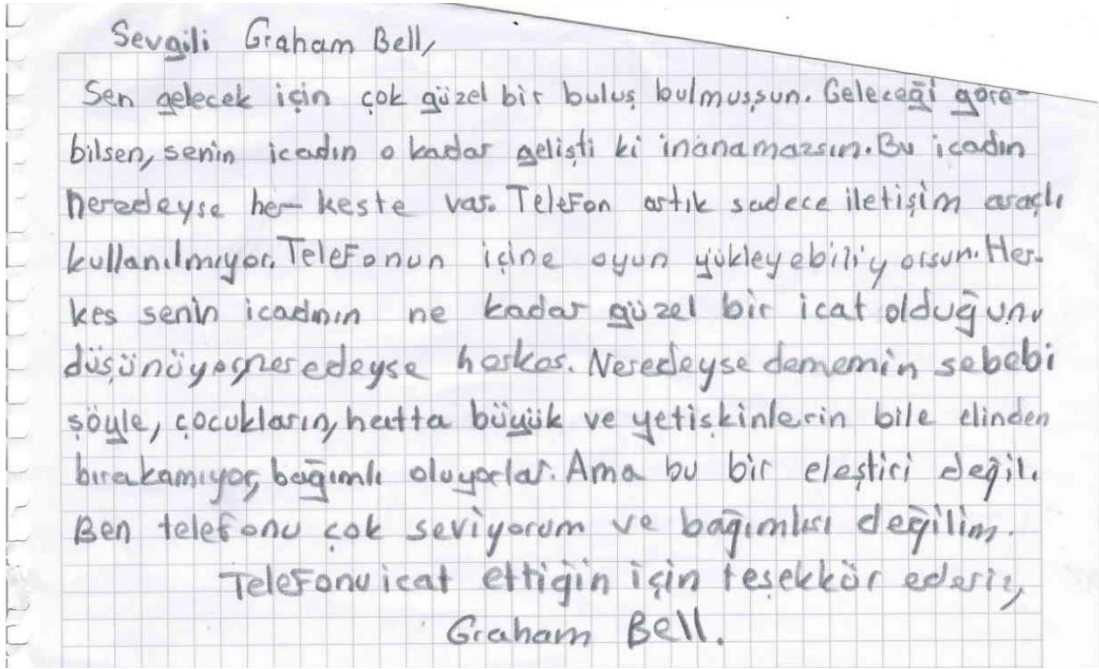 Sevgili Graham Bell,
Sen gelecek için çok güzel bir buluş bulmuşsun. Geleceği göre-
bilsen, senin icadın o kadar gelişti ki inanamazsın. Bu icadın
neredeyse her keste var. Telefon artık sadece iletişim araçlı
kullanılmıyor. Telefonun içine oyun yükleyebiliyorsun. Her-
kes senin icadının ne kadar güzel bir icat olduğunu
düşünüyor, neredeyse herkes. Neredeyse dememin sebebi
şöyle, çocukların, hatta büyük ve yetişkinlerin bile elinden
bırakamıyor, bağımlı oluyorlar. Ama bu bir eleştiri değil.
Ben telefonu çok seviyorum ve bağımlısı değilim.
Telefonu icat ettiğin için teşekkür ederiz,
Graham Bell.